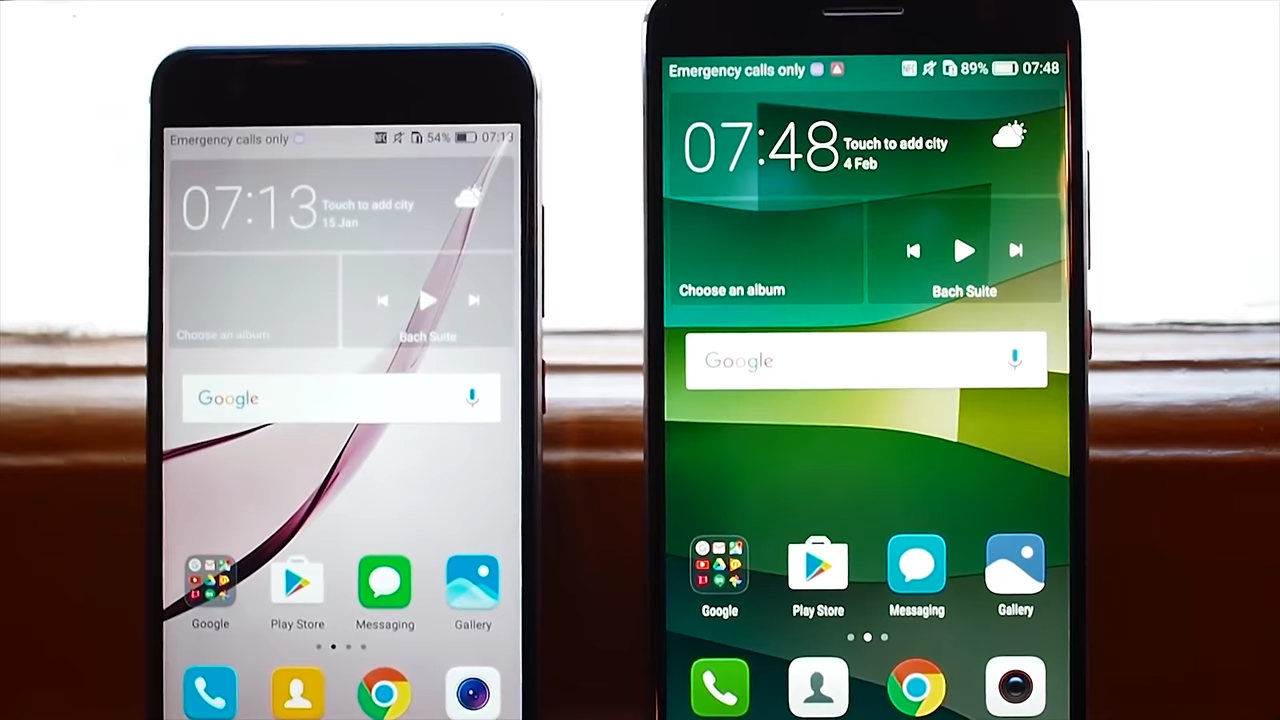 Emergency calls only
54% 07:13
07:13
Touch to add city
15 Jan
Choose an album
Bach Suite
Google
Google
Play Store
Messaging
Gallery
Emergency calls only
NFC 89% 07:48
07:48
Touch to add city
4 Feb
Choose an album
Bach Suite
Google
Google
Play Store
Messaging
Gallery